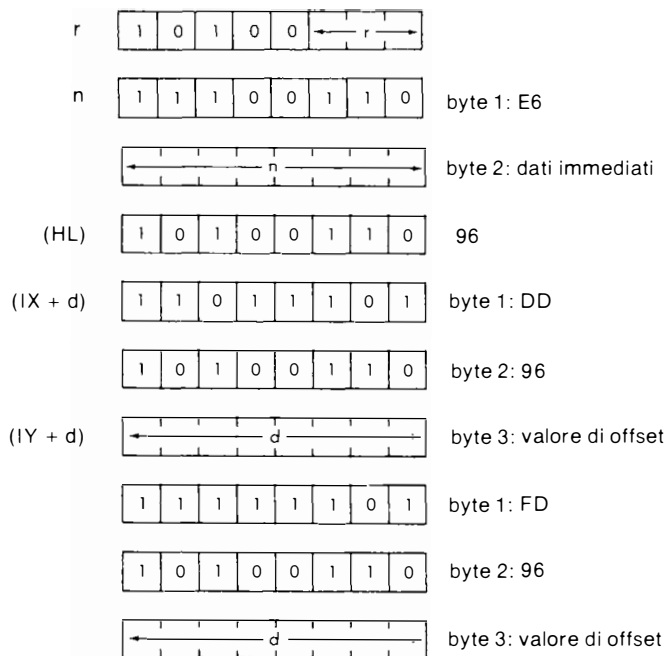 r 1 0 1 0 0 r
n 1 1 1 0 0 1 1 0 byte 1: E6
n byte 2: dati immediati
(HL) 1 0 1 0 0 1 1 0 96
(IX + d) 1 1 0 1 1 1 0 1 byte 1: DD
1 0 1 0 0 1 1 0 byte 2: 96
(IY + d) d byte 3: valore di offset
1 1 1 1 1 1 0 1 byte 1: FD
1 0 1 0 0 1 1 0 byte 2: 96
d byte 3: valore di offset